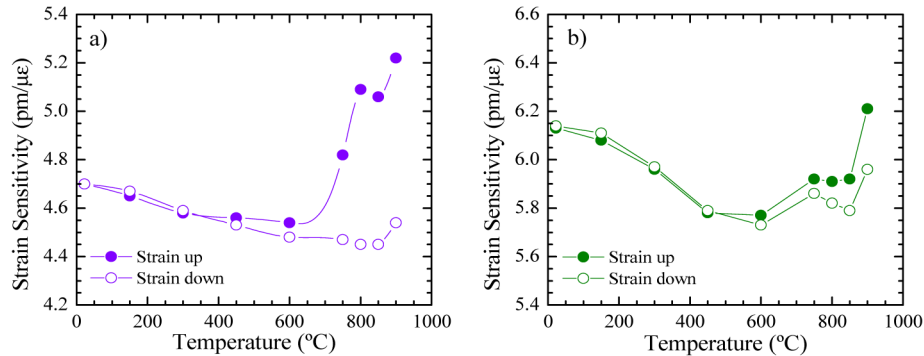 a)
Strain Sensitivity (pm/με)
5.4
5.2
5.0
4.8
4.6
4.4
4.2
Strain up
Strain down
0 200 400 600 800 1000
Temperature (ºC)
b)
Strain Sensitivity (pm/με)
6.6
6.4
6.2
6.0
5.8
5.6
5.4
Strain up
Strain down
0 200 400 600 800 1000
Temperature (ºC)